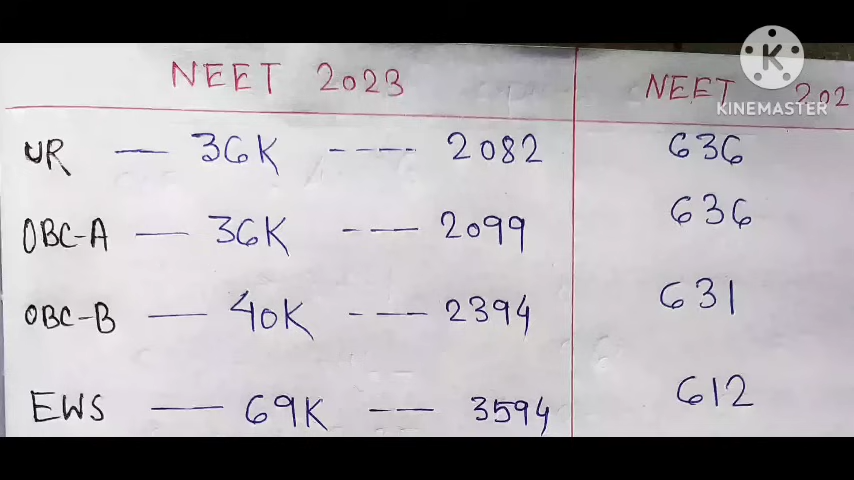 NEET 2023 NEET 202
KINEMASTER
UR — 36K ---- 2082 636
OBC-A — 36K --- 2099 636
OBC-B — 40K ---- 2394 631
EWS — 69K --- 3594 612